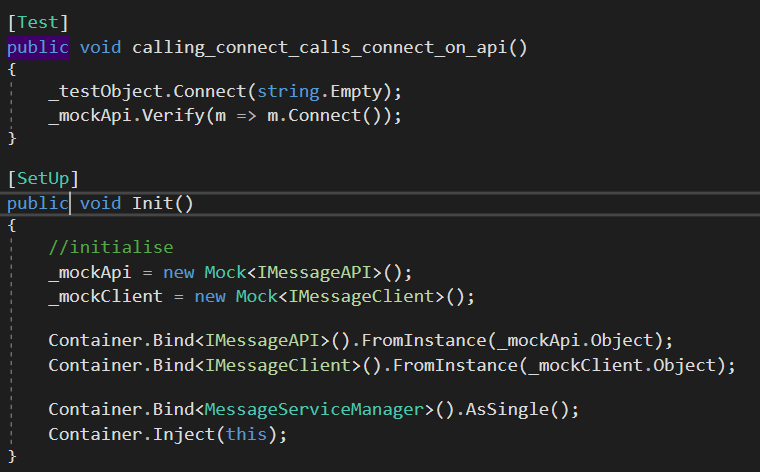 [Test]
public void calling_connect_calls_connect_on_api()
{
    _testObject.Connect(string.Empty);
    _mockApi.Verify(m => m.Connect());
}
[SetUp]
public void Init()
{
    //initialise
    _mockApi = new Mock<IMessageAPI>();
    _mockClient = new Mock<IMessageClient>();
    Container.Bind<IMessageAPI>().FromInstance(_mockApi.Object);
    Container.Bind<IMessageClient>().FromInstance(_mockClient.Object);
    Container.Bind<MessageServiceManager>().AsSingle();
    Container.Inject(this);
}